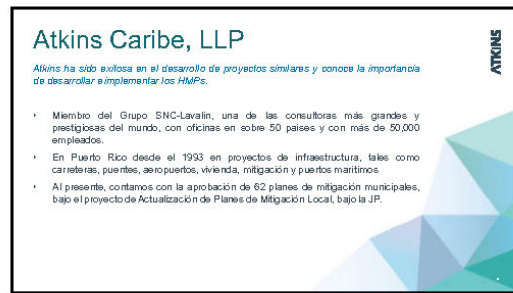 Atkins Caribe, LLP
ATKINS
Atkins ha sido exitosa en el desarrollo de proyectos similares y conoce la importancia
de desarrollar e implementar los HMPs.
• Miembro del Grupo SNC-Lavalin, una de las consultoras más grandes y
prestigiosas del mundo, con oficinas en sobre 50 países y con más de 50,000
empleados.
• En Puerto Rico desde el 1993 en proyectos de infraestructura, tales como
carreteras, puentes, aeropuertos, vivienda, mitigación y puertos marítimos
• Al presente, contamos con la aprobación de 62 planes de mitigación municipales,
bajo el proyecto de Actualización de Planes de Mitigación Local, bajo la JP.